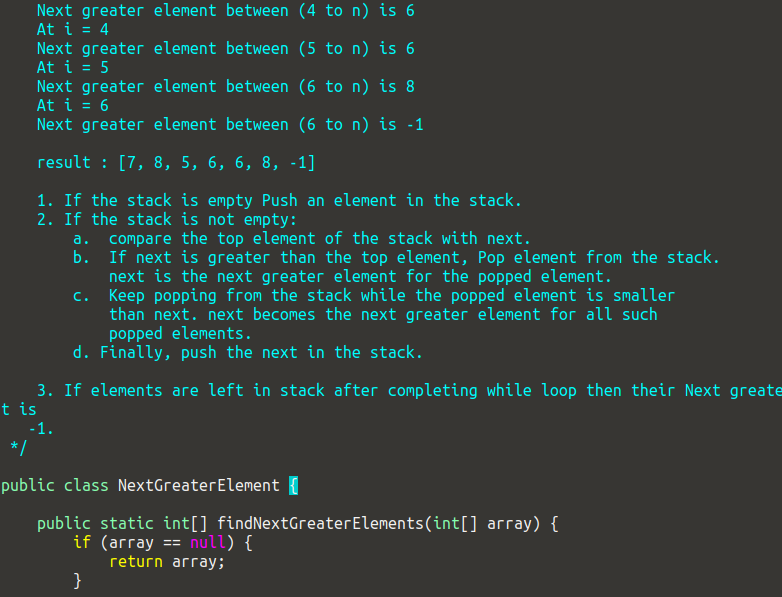 Next greater element between (4 to n) is 6
At i = 4
Next greater element between (5 to n) is 6
At i = 5
Next greater element between (6 to n) is 8
At i = 6
Next greater element between (6 to n) is -1
result : [7, 8, 5, 6, 6, 8, -1]
1. If the stack is empty Push an element in the stack.
2. If the stack is not empty:
a.  compare the top element of the stack with next.
b.  If next is greater than the top element, Pop element from the stack.
next is the next greater element for the popped element.
c.  Keep popping from the stack while the popped element is smaller
than next. next becomes the next greater element for all such
popped elements.
d. Finally, push the next in the stack.
3. If elements are left in stack after completing while loop then their Next greate
t is
-1.
*/
public class NextGreaterElement {
public static int[] findNextGreaterElements(int[] array) {
if (array == null) {
return array;
}